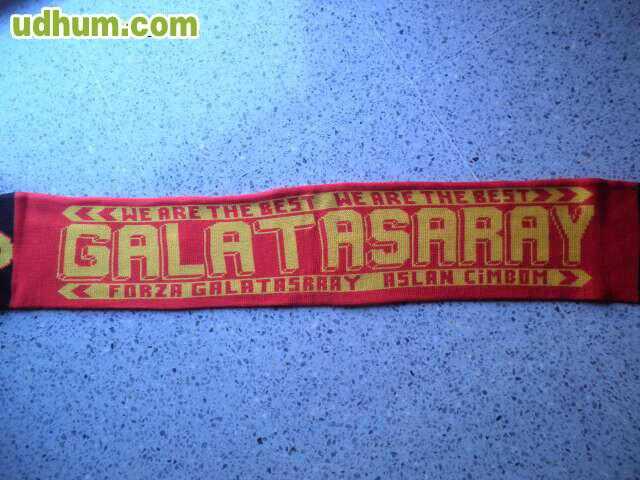 udhum.com
WE ARE THE BEST WE ARE THE BEST
GALATASARAY
FORZA GALATASARAY ASLAN CiMBOM